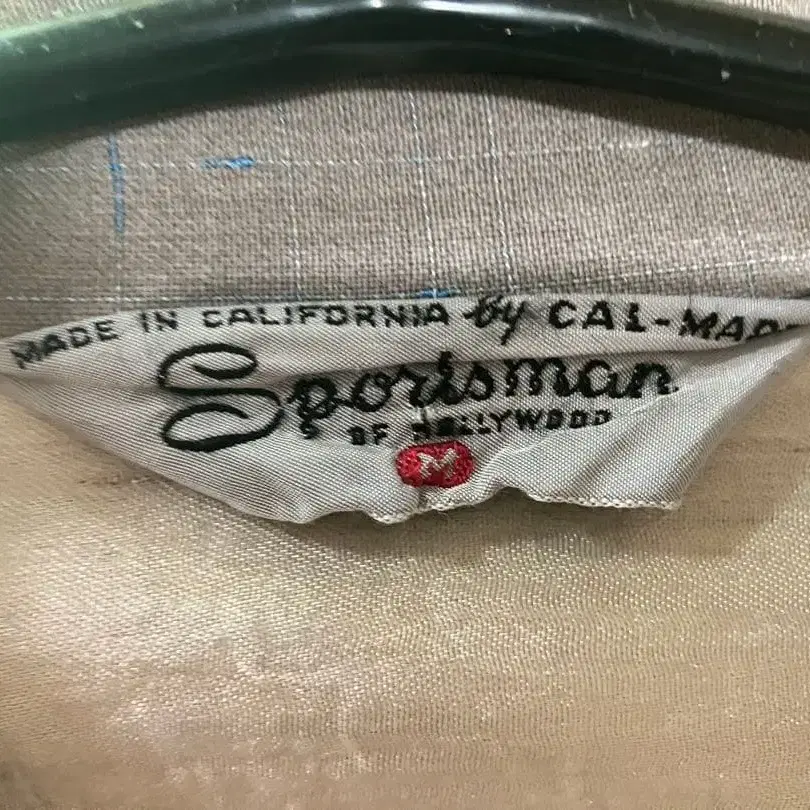 MADE IN CALIFORNIA by CAL-MADE
Sportsman
OF HOLLYWOOD
M